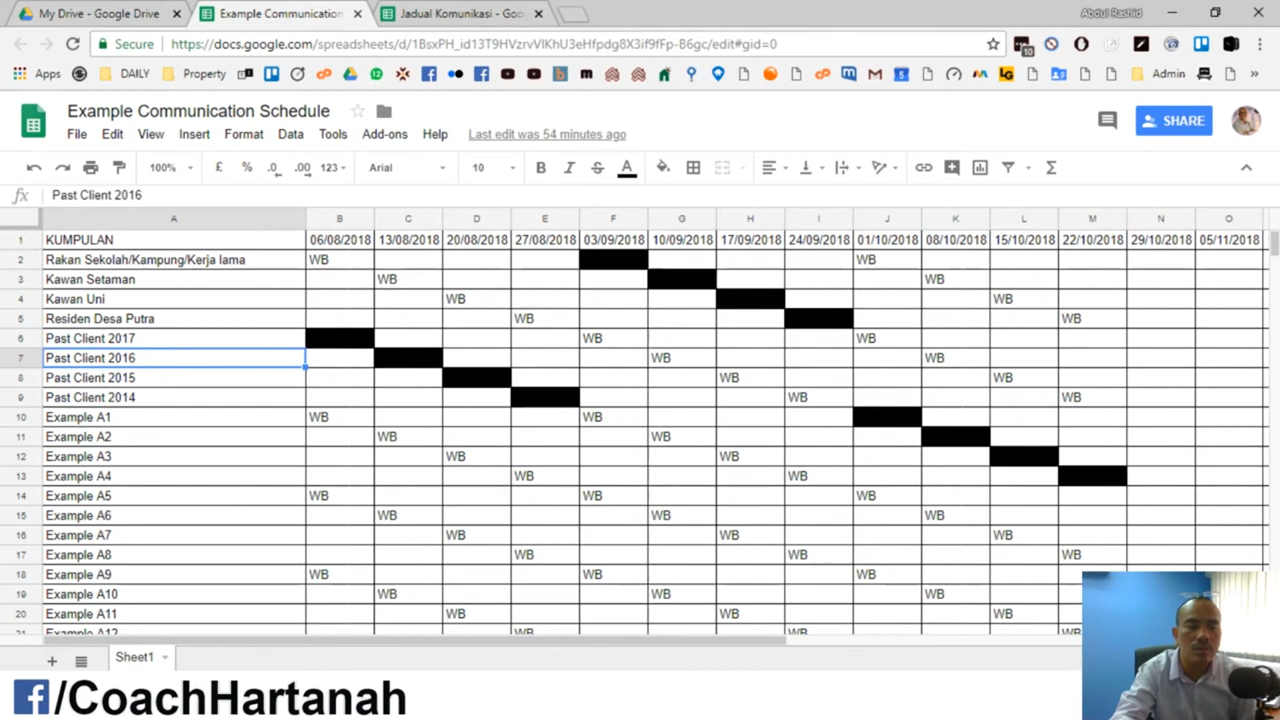 My Drive - Google Drive
Example Communication
Jadual Komunikasi - Goo
Abdul Rashid
Secure
https://docs.google.com/spreadsheets/d/1BsxPH_id13T9HVzrvVlKhU3eHfpdg8X3if9fFp-B6gc/edit#gid=0
10
Apps
DAILY
Property
Admin
Example Communication Schedule
File Edit View Insert Format Data Tools Add-ons Help
Last edit was 54 minutes ago
SHARE
100% £ % .0 .00 123 Arial 10 B I S A
fx Past Client 2016
A B C D E F G H I J K L M N O
1 KUMPULAN 06/08/2018 13/08/2018 20/08/2018 27/08/2018 03/09/2018 10/09/2018 17/09/2018 24/09/2018 01/10/2018 08/10/2018 15/10/2018 22/10/2018 29/10/2018 05/11/2018
2 Rakan Sekolah/Kampung/Kerja lama WB WB
3 Kawan Setaman WB WB
4 Kawan Uni WB WB
5 Residen Desa Putra WB WB
6 Past Client 2017 WB WB
7 Past Client 2016 WB WB
8 Past Client 2015 WB WB
9 Past Client 2014 WB WB
10 Example A1 WB WB
11 Example A2 WB WB
12 Example A3 WB WB
13 Example A4 WB WB
14 Example A5 WB WB WB
15 Example A6 WB WB WB
16 Example A7 WB WB WB
17 Example A8 WB WB WB
18 Example A9 WB WB WB
19 Example A10 WB WB WB
20 Example A11 WB WB WB
21 Example A12 WB WB WB
Sheet1
/CoachHartanah